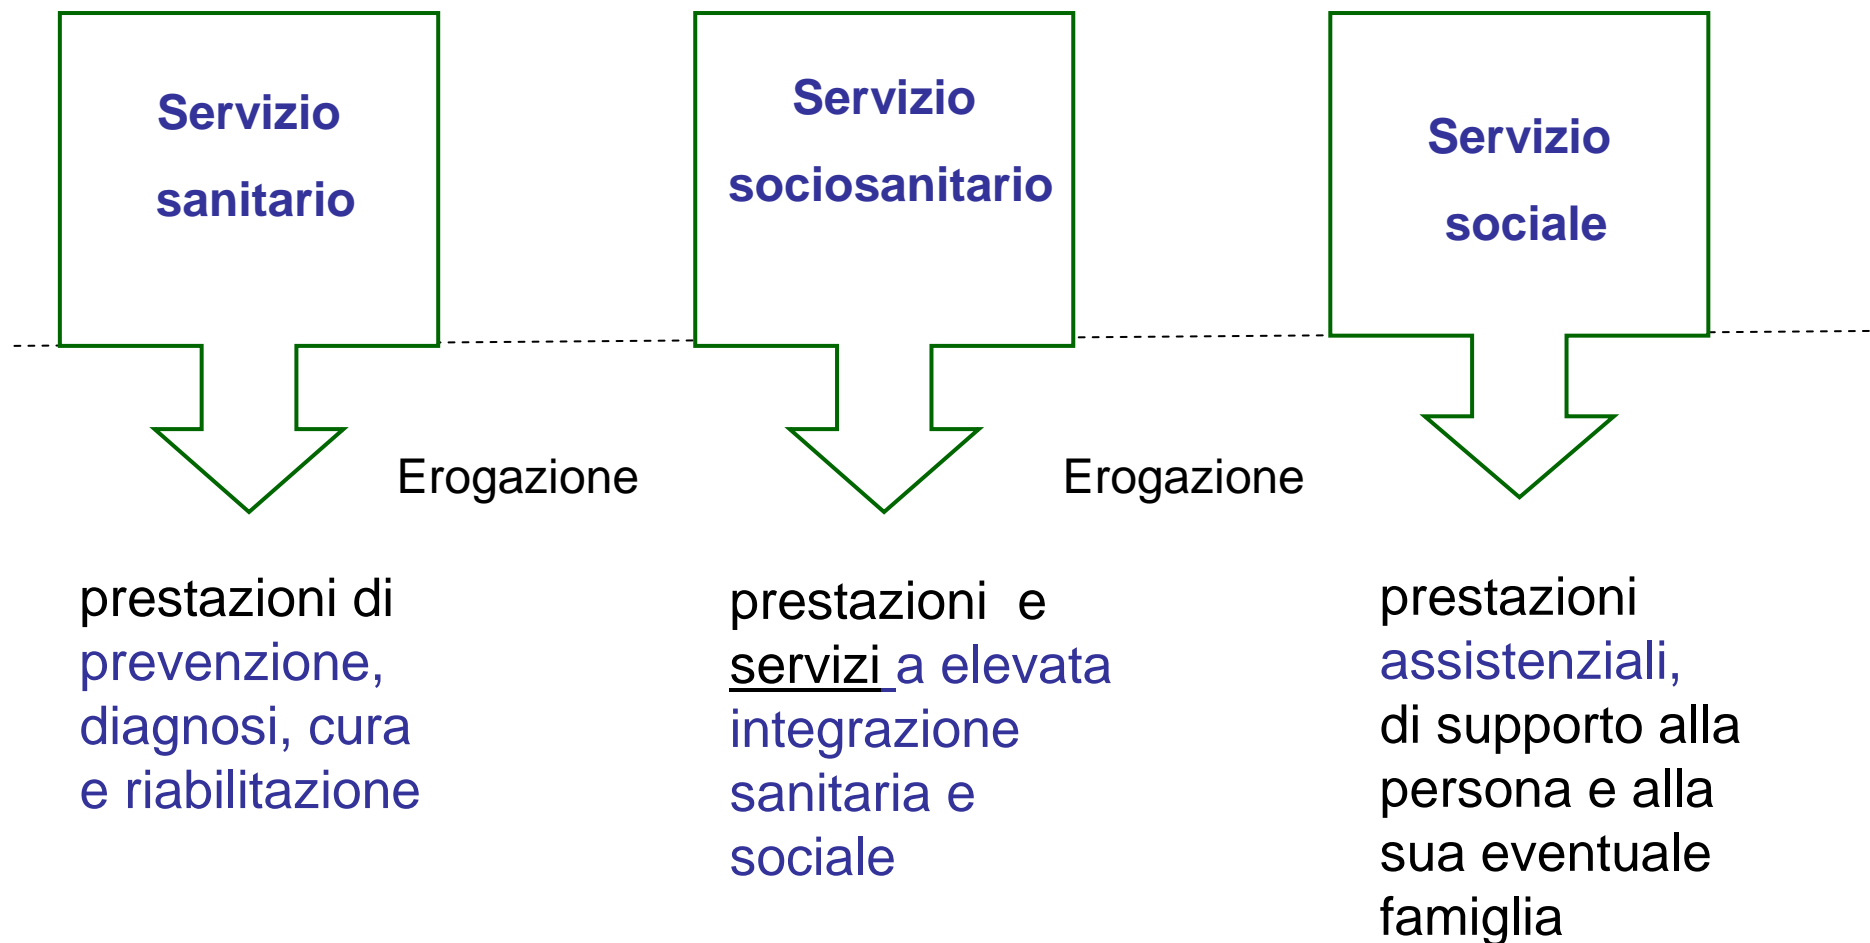 Servizio
sanitario
Servizio
sociosanitario
Servizio
sociale
Erogazione
Erogazione
prestazioni di
prevenzione,
diagnosi, cura
e riabilitazione
prestazioni e
servizi a elevata
integrazione
sanitaria e
sociale
prestazioni
assistenziali,
di supporto alla
persona e alla
sua eventuale
famiglia